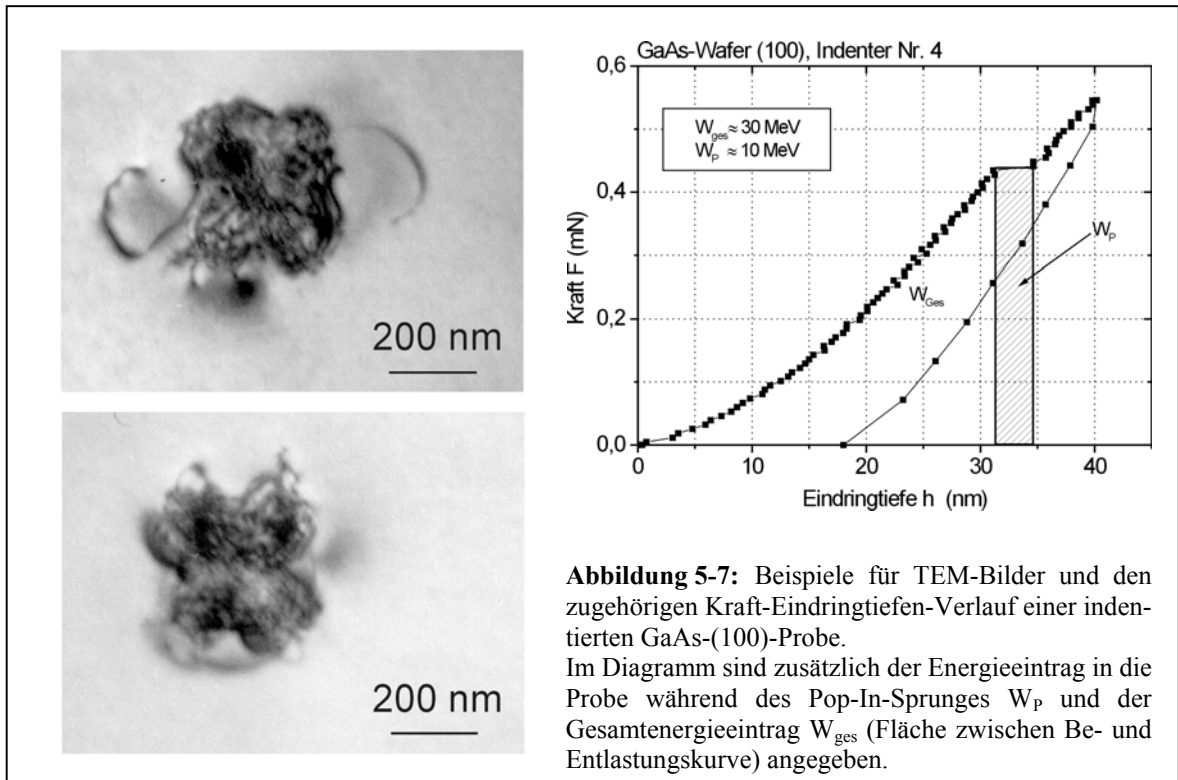 200 nm
200 nm
GaAs-Wafer (100), Indenter Nr. 4
W_ges ≈ 30 MeV
W_P ≈ 10 MeV
Kraft F (mN)
0,6
0,4
0,2
0,0
W_Ges
W_P
0 10 20 30 40
Eindringtiefe h (nm)
Abbildung 5-7: Beispiele für TEM-Bilder und den
zugehörigen Kraft-Eindringtiefen-Verlauf einer inden-
tierten GaAs-(100)-Probe.
Im Diagramm sind zusätzlich der Energieeintrag in die
Probe während des Pop-In-Sprunges W_P und der
Gesamtenergieeintrag W_ges (Fläche zwischen Be- und
Entlastungskurve) angegeben.